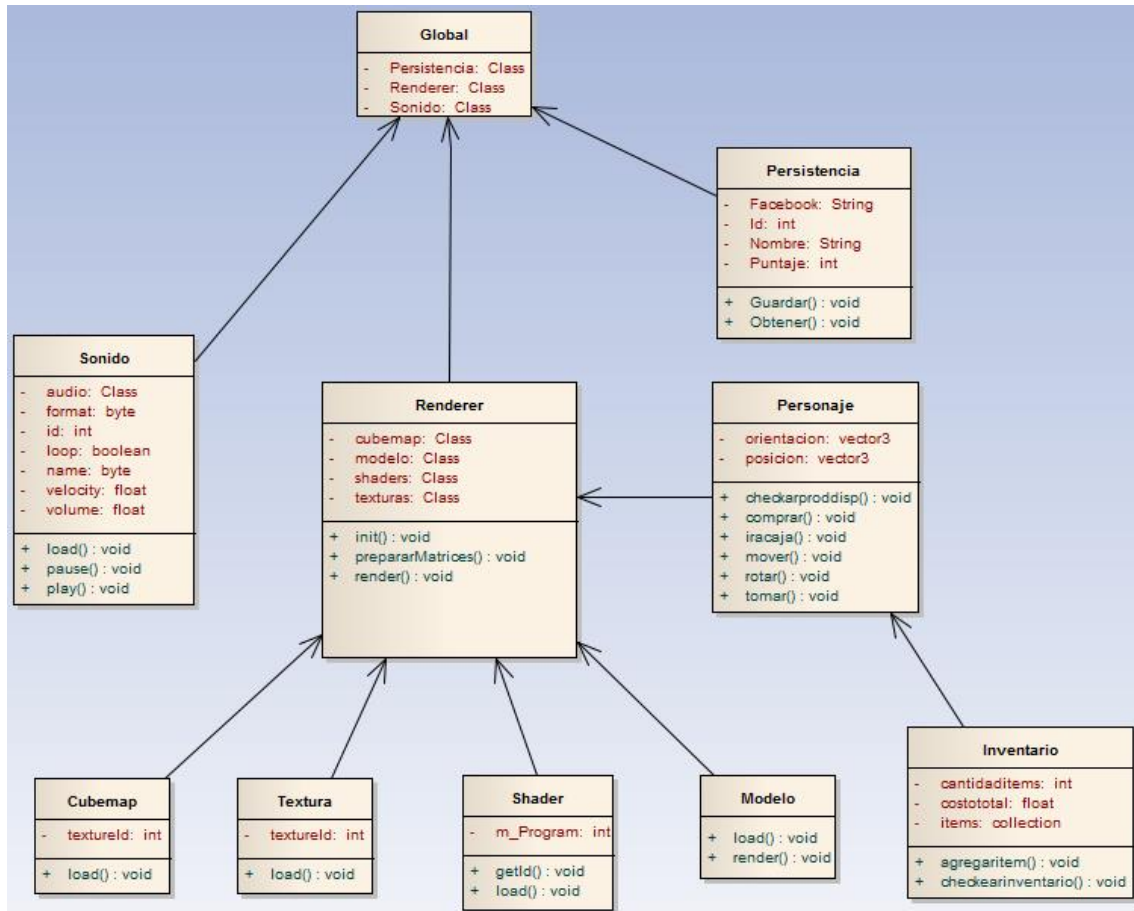 Global
- Persistencia: Class
- Renderer: Class
- Sonido: Class
Persistencia
- Facebook: String
- Id: int
- Nombre: String
- Puntaje: int
+ Guardar() : void
+ Obtener() : void
Sonido
- audio: Class
- format: byte
- id: int
- loop: boolean
- name: byte
- velocity: float
- volume: float
+ load() : void
+ pause() : void
+ play() : void
Renderer
- cubemap: Class
- modelo: Class
- shaders: Class
- texturas: Class
+ init() : void
+ prepararMatrices() : void
+ render() : void
Personaje
- orientacion: vector3
- posicion: vector3
+ checkarproddisp() : void
+ comprar() : void
+ iracaja() : void
+ mover() : void
+ rotar() : void
+ tomar() : void
Cubemap
- textureId: int
+ load() : void
Textura
- textureId: int
+ load() : void
Shader
- m_Program: int
+ getId() : void
+ load() : void
Modelo
+ load() : void
+ render() : void
Inventario
- cantidaditems: int
- costototal: float
- items: collection
+ agregaritem() : void
+ checkearinventario() : void